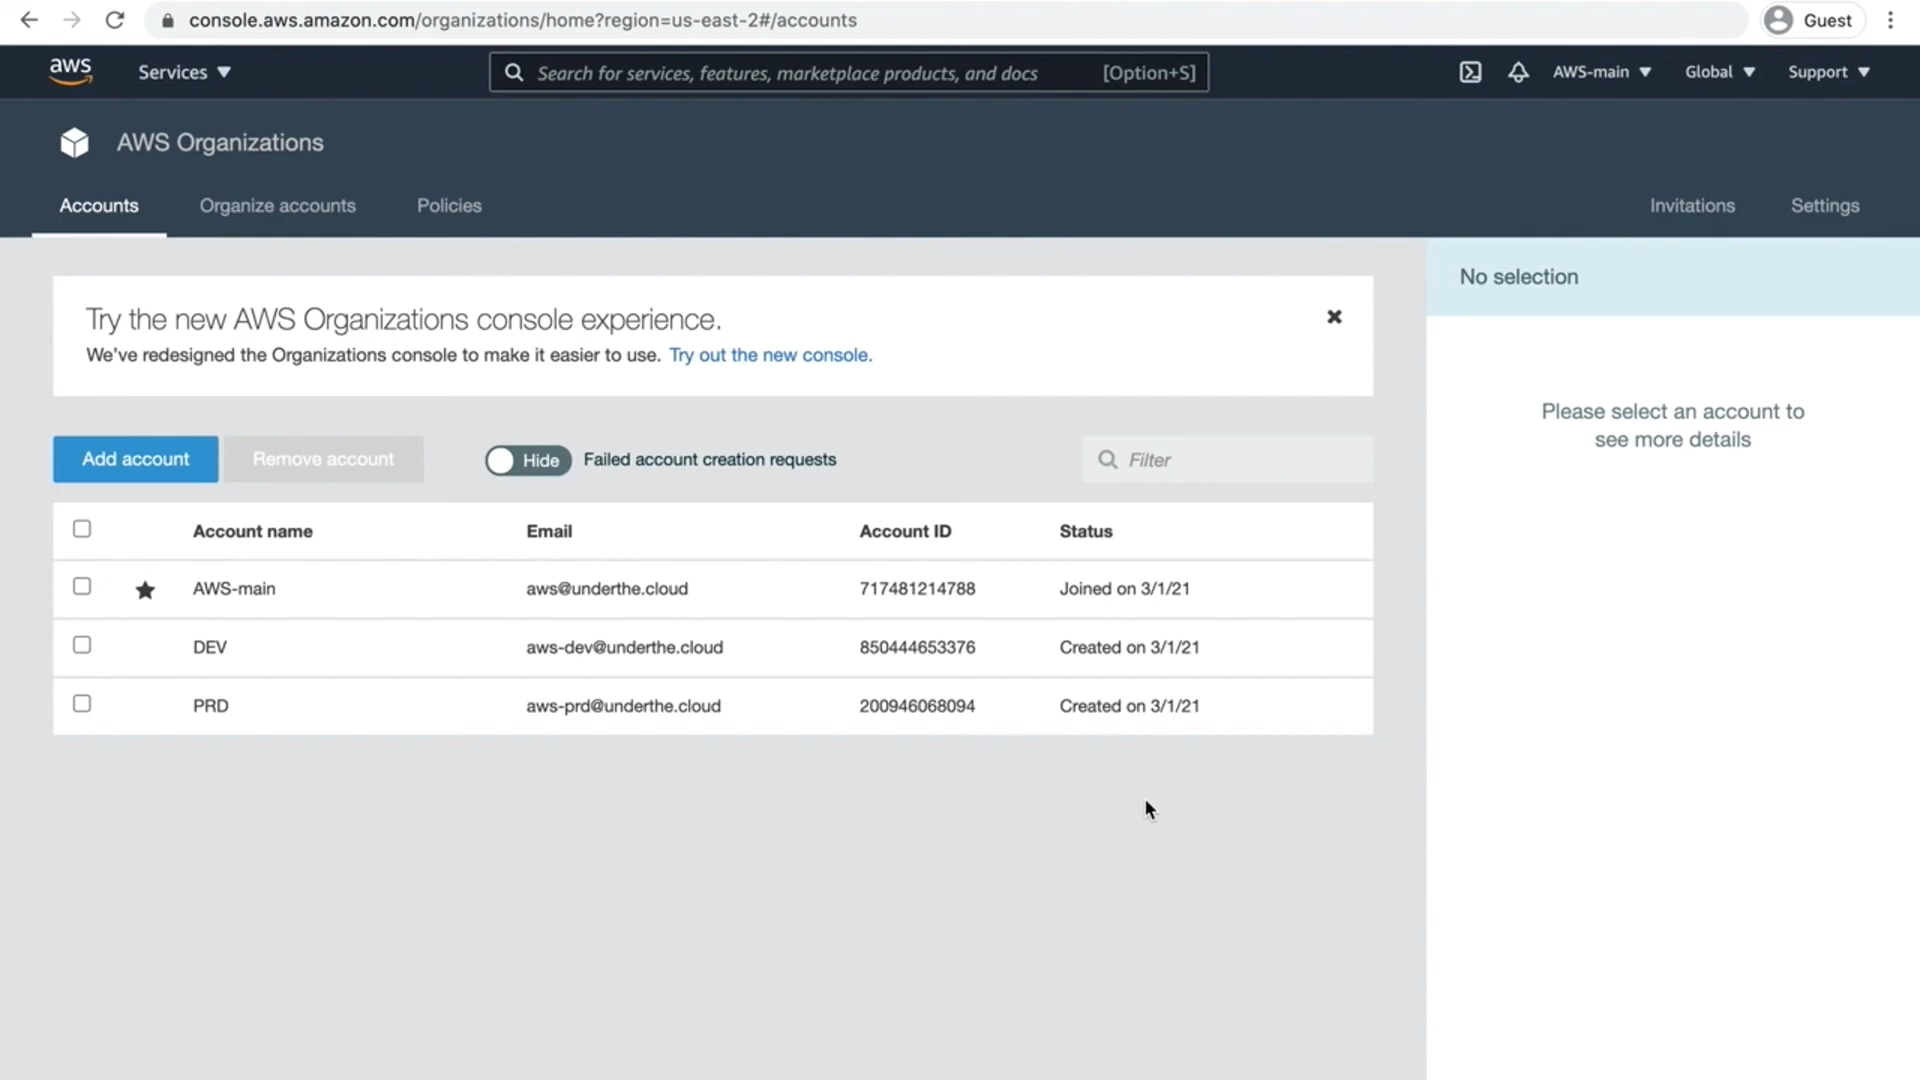 console.aws.amazon.com/organizations/home?region=us-east-2#/accounts
Guest
aws
Services
Search for services, features, marketplace products, and docs
[Option+S]
AWS-main
Global
Support
AWS Organizations
Accounts
Organize accounts
Policies
Invitations
Settings
Try the new AWS Organizations console experience.
We've redesigned the Organizations console to make it easier to use. Try out the new console.
No selection
Please select an account to
see more details
Add account
Remove account
Hide
Failed account creation requests
Filter
Account name Email Account ID Status
AWS-main aws@underthe.cloud 717481214788 Joined on 3/1/21
DEV aws-dev@underthe.cloud 850444653376 Created on 3/1/21
PRD aws-prd@underthe.cloud 200946068094 Created on 3/1/21